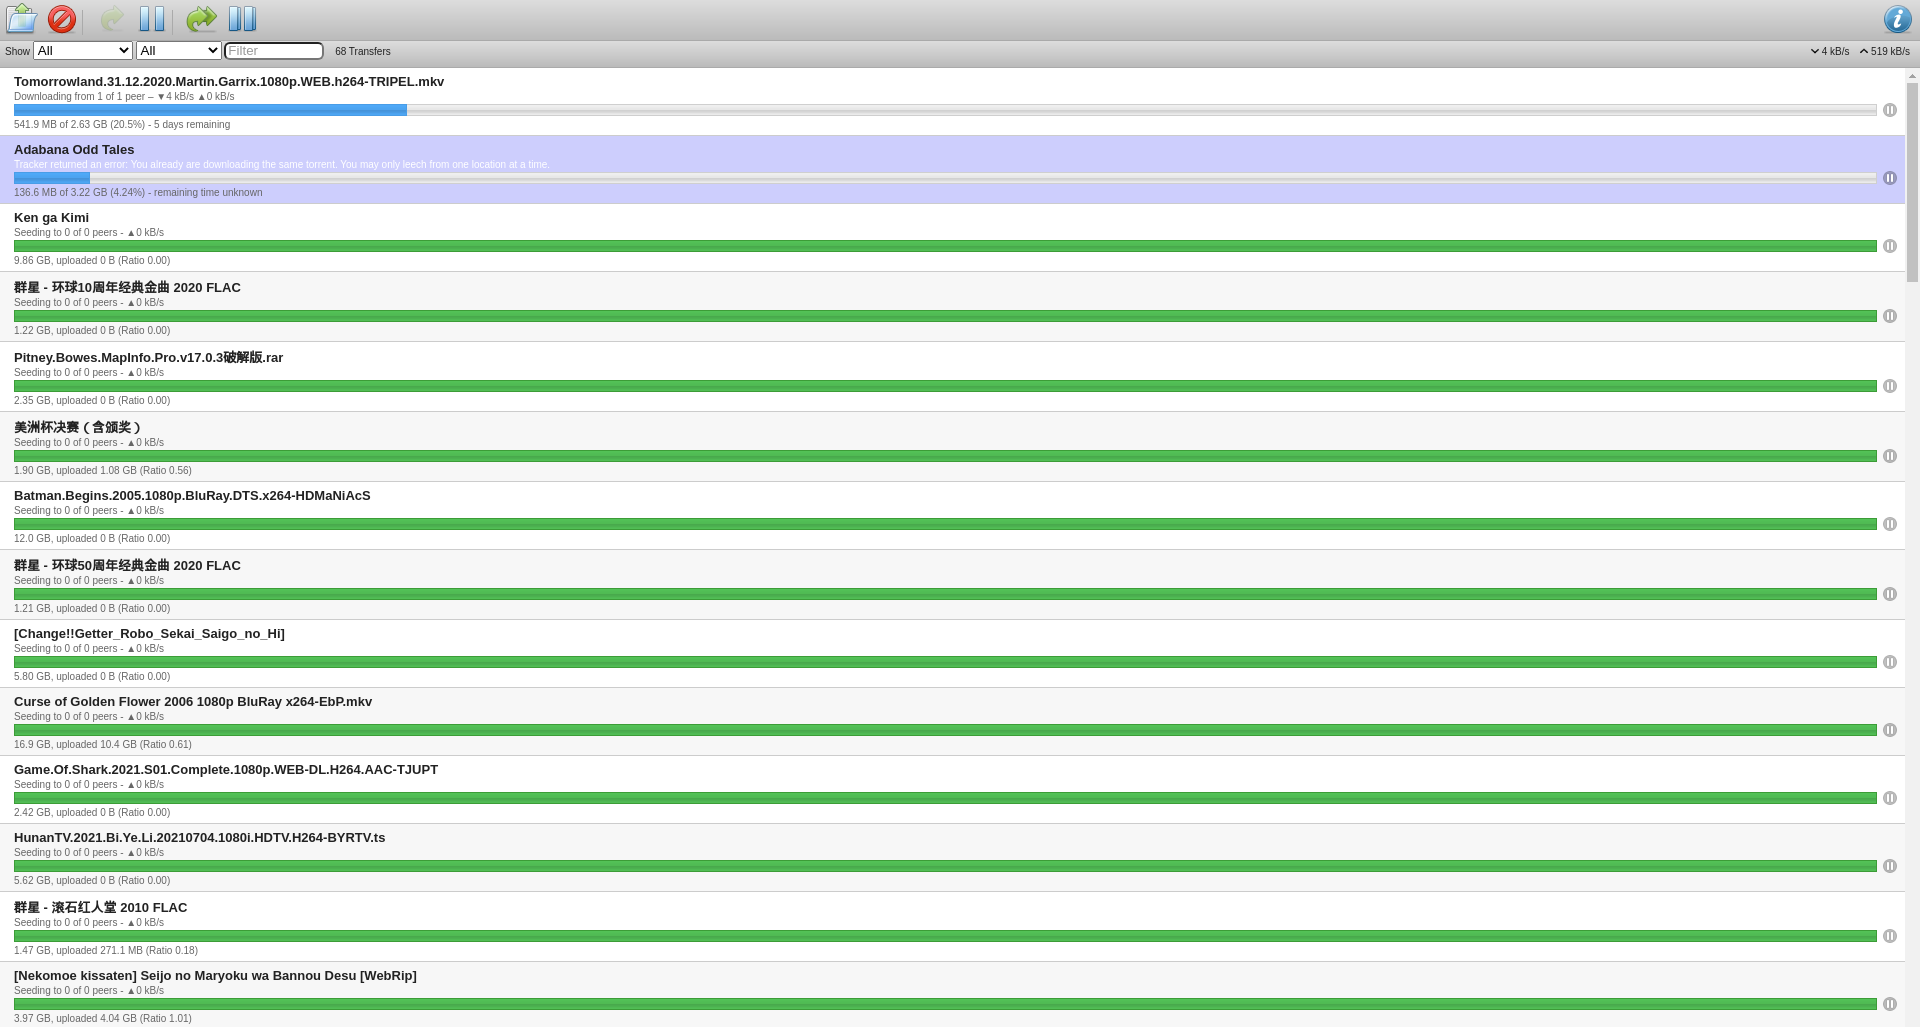 Show All All Filter 68 Transfers 4 kB/s 519 kB/s
Tomorrowland.31.12.2020.Martin.Garrix.1080p.WEB.h264-TRIPEL.mkv
Downloading from 1 of 1 peer – ▼4 kB/s ▲0 kB/s
541.9 MB of 2.63 GB (20.5%) - 5 days remaining
Adabana Odd Tales
Tracker returned an error: You already are downloading the same torrent. You may only leech from one location at a time.
136.6 MB of 3.22 GB (4.24%) - remaining time unknown
Ken ga Kimi
Seeding to 0 of 0 peers - ▲0 kB/s
9.86 GB, uploaded 0 B (Ratio 0.00)
群星 - 环球10周年经典金曲 2020 FLAC
Seeding to 0 of 0 peers - ▲0 kB/s
1.22 GB, uploaded 0 B (Ratio 0.00)
Pitney.Bowes.MapInfo.Pro.v17.0.3破解版.rar
Seeding to 0 of 0 peers - ▲0 kB/s
2.35 GB, uploaded 0 B (Ratio 0.00)
美洲杯决赛（含颁奖）
Seeding to 0 of 0 peers - ▲0 kB/s
1.90 GB, uploaded 1.08 GB (Ratio 0.56)
Batman.Begins.2005.1080p.BluRay.DTS.x264-HDMaNiAcS
Seeding to 0 of 0 peers - ▲0 kB/s
12.0 GB, uploaded 0 B (Ratio 0.00)
群星 - 环球50周年经典金曲 2020 FLAC
Seeding to 0 of 0 peers - ▲0 kB/s
1.21 GB, uploaded 0 B (Ratio 0.00)
[Change!!Getter_Robo_Sekai_Saigo_no_Hi]
Seeding to 0 of 0 peers - ▲0 kB/s
5.80 GB, uploaded 0 B (Ratio 0.00)
Curse of Golden Flower 2006 1080p BluRay x264-EbP.mkv
Seeding to 0 of 0 peers - ▲0 kB/s
16.9 GB, uploaded 10.4 GB (Ratio 0.61)
Game.Of.Shark.2021.S01.Complete.1080p.WEB-DL.H264.AAC-TJUPT
Seeding to 0 of 0 peers - ▲0 kB/s
2.42 GB, uploaded 0 B (Ratio 0.00)
HunanTV.2021.Bi.Ye.Li.20210704.1080i.HDTV.H264-BYRTV.ts
Seeding to 0 of 0 peers - ▲0 kB/s
5.62 GB, uploaded 0 B (Ratio 0.00)
群星 - 滚石红人堂 2010 FLAC
Seeding to 0 of 0 peers - ▲0 kB/s
1.47 GB, uploaded 271.1 MB (Ratio 0.18)
[Nekomoe kissaten] Seijo no Maryoku wa Bannou Desu [WebRip]
Seeding to 0 of 0 peers - ▲0 kB/s
3.97 GB, uploaded 4.04 GB (Ratio 1.01)